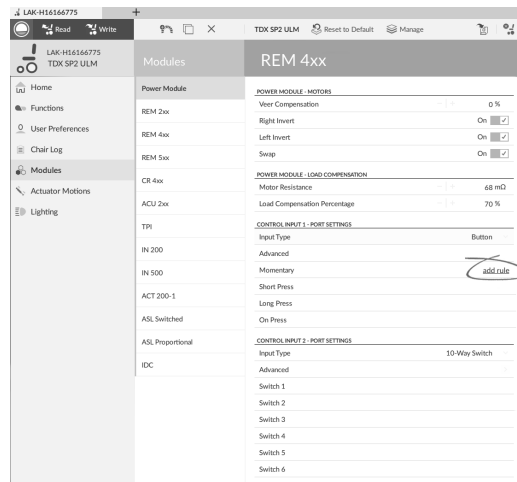 LAK-H16166775
+
Read Write
TDX SP2 ULM Reset to Default Manage
LAK-H16166775
TDX SP2 ULM
Home
Functions
User Preferences
Chair Log
Modules
Actuator Motions
Lighting
Modules
Power Module
REM 2xx
REM 4xx
REM 5xx
CR 4xx
ACU 2xx
TPI
IN 200
IN 500
ACT 200-1
ASL Switched
ASL Proportional
IDC
REM 4xx
POWER MODULE - MOTORS
Veer Compensation - + 0 %
Right Invert On
Left Invert On
Swap On
POWER MODULE - LOAD COMPENSATION
Motor Resistance - + 68 mΩ
Load Compensation Percentage - + 70 %
CONTROL INPUT 1 - PORT SETTINGS
Input Type Button
Advanced
Momentary add rule
Short Press
Long Press
On Press
CONTROL INPUT 2 - PORT SETTINGS
Input Type 10-Way Switch
Advanced
Switch 1
Switch 2
Switch 3
Switch 4
Switch 5
Switch 6